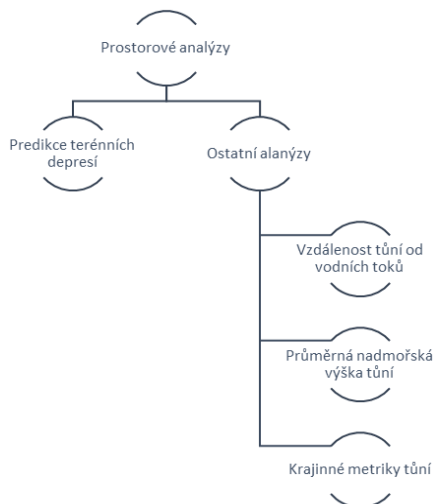 Prostorové analýzy
Predikce terénních
depresí
Ostatní alanýzy
Vzdálenost tůní od
vodních toků
Průměrná nadmořská
výška tůní
Krajinné metriky tůní